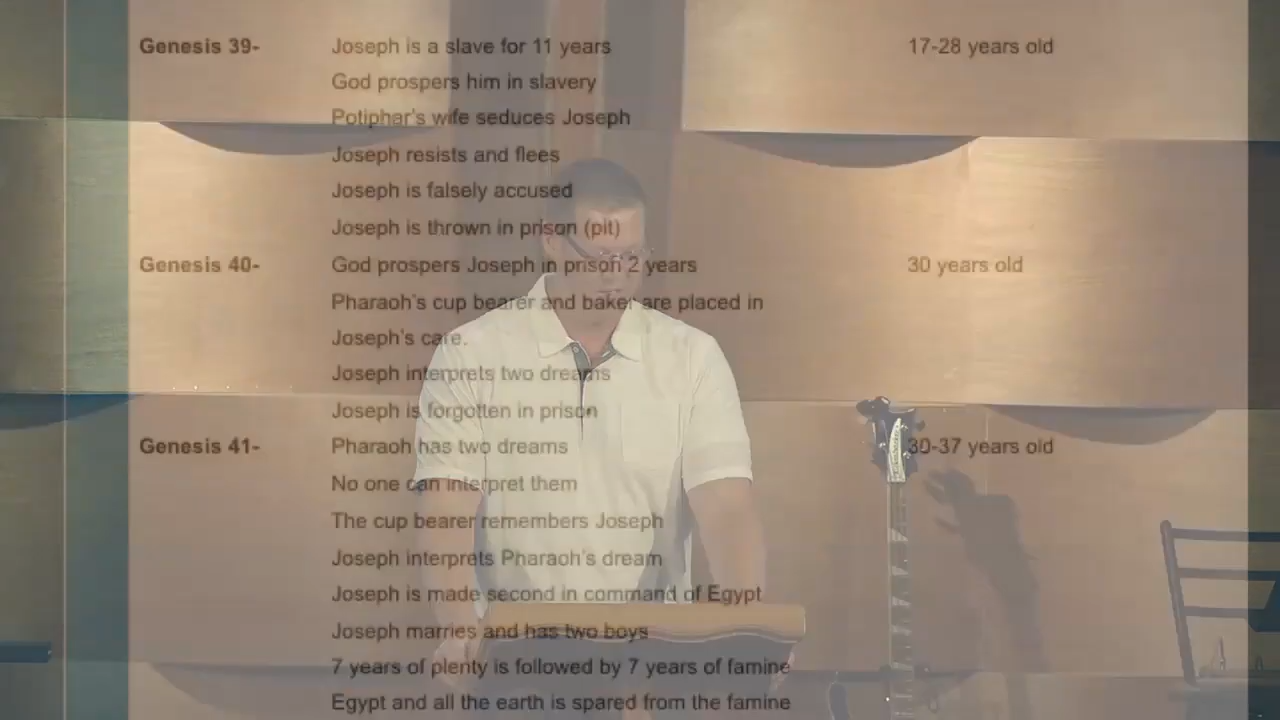 Genesis 39- Joseph is a slave for 11 years 17-28 years old
God prospers him in slavery
Potiphar's wife seduces Joseph
Joseph resists and flees
Joseph is falsely accused
Joseph is thrown in prison (pit)
Genesis 40- God prospers Joseph in prison 2 years 30 years old
Pharaoh's cup bearer and baker are placed in
Joseph's care.
Joseph interprets two dreams
Joseph is forgotten in prison
Genesis 41- Pharaoh has two dreams 30-37 years old
No one can interpret them
The cup bearer remembers Joseph
Joseph interprets Pharaoh's dream
Joseph is made second in command of Egypt
Joseph marries and has two boys
7 years of plenty is followed by 7 years of famine
Egypt and all the earth is spared from the famine